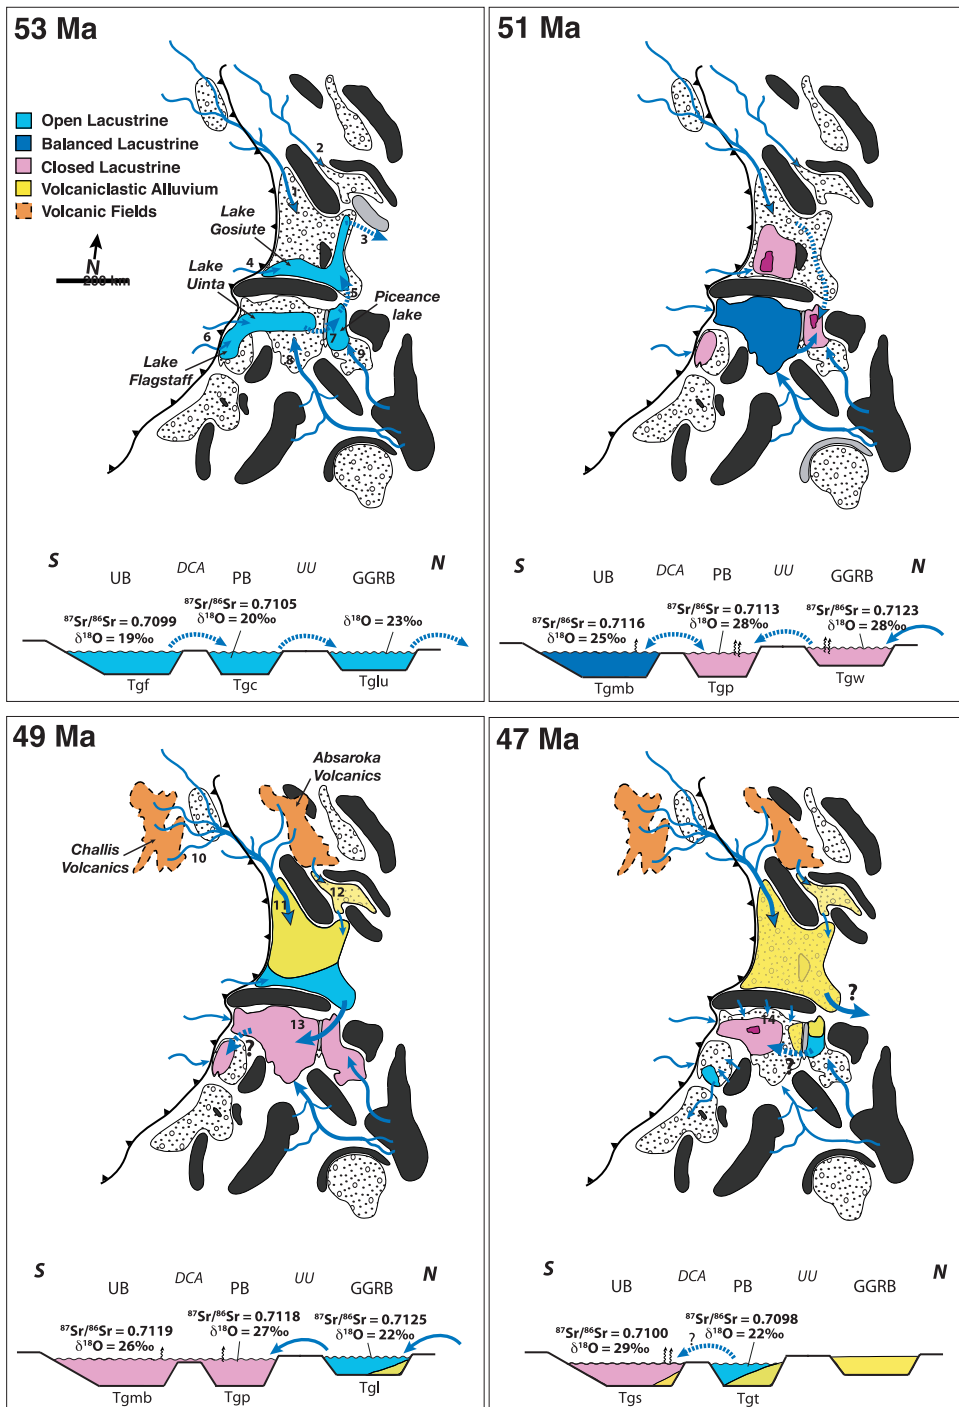 53 Ma
Open Lacustrine
Balanced Lacustrine
Closed Lacustrine
Volcaniclastic Alluvium
Volcanic Fields
N
200 km
Lake
Gosiute
Lake
Uinta
Piceance
lake
Lake
Flagstaff
1
2
3
4
5
6
7
8
9
S
UB
DCA
PB
UU
GGRB
N
⁸⁷Sr/⁸⁶Sr = 0.7099
δ¹⁸O = 19‰
⁸⁷Sr/⁸⁶Sr = 0.7105
δ¹⁸O = 20‰
δ¹⁸O = 23‰
Tgf
Tgc
Tglu
51 Ma
S
UB
DCA
PB
UU
GGRB
N
⁸⁷Sr/⁸⁶Sr = 0.7116
δ¹⁸O = 25‰
⁸⁷Sr/⁸⁶Sr = 0.7113
δ¹⁸O = 28‰
⁸⁷Sr/⁸⁶Sr = 0.7123
δ¹⁸O = 28‰
Tgmb
Tgp
Tgw
49 Ma
Absaroka
Volcanics
Challis
Volcanics
10
11
12
13
?
S
UB
DCA
PB
UU
GGRB
N
⁸⁷Sr/⁸⁶Sr = 0.7119
δ¹⁸O = 26‰
⁸⁷Sr/⁸⁶Sr = 0.7118
δ¹⁸O = 27‰
⁸⁷Sr/⁸⁶Sr = 0.7125
δ¹⁸O = 22‰
Tgmb
Tgp
Tgl
47 Ma
?
14
?
S
UB
DCA
PB
UU
GGRB
N
⁸⁷Sr/⁸⁶Sr = 0.7100
δ¹⁸O = 29‰
?
⁸⁷Sr/⁸⁶Sr = 0.7098
δ¹⁸O = 22‰
Tgs
Tgt